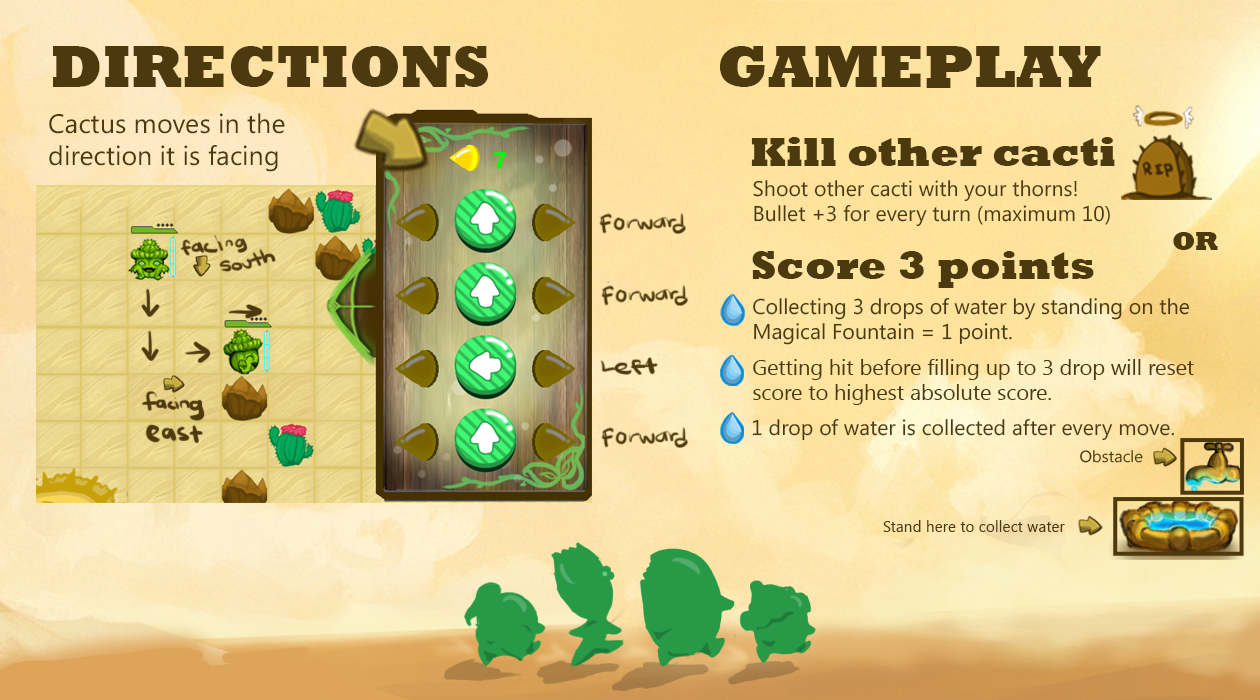 DIRECTIONS
Cactus moves in the
direction it is facing
facing
south
facing
east
7
Forward
Forward
Left
Forward
GAMEPLAY
Kill other cacti
RIP
Shoot other cacti with your thorns!
Bullet +3 for every turn (maximum 10)
OR
Score 3 points
Collecting 3 drops of water by standing on the
Magical Fountain = 1 point.
Getting hit before filling up to 3 drop will reset
score to highest absolute score.
1 drop of water is collected after every move.
Obstacle
Stand here to collect water